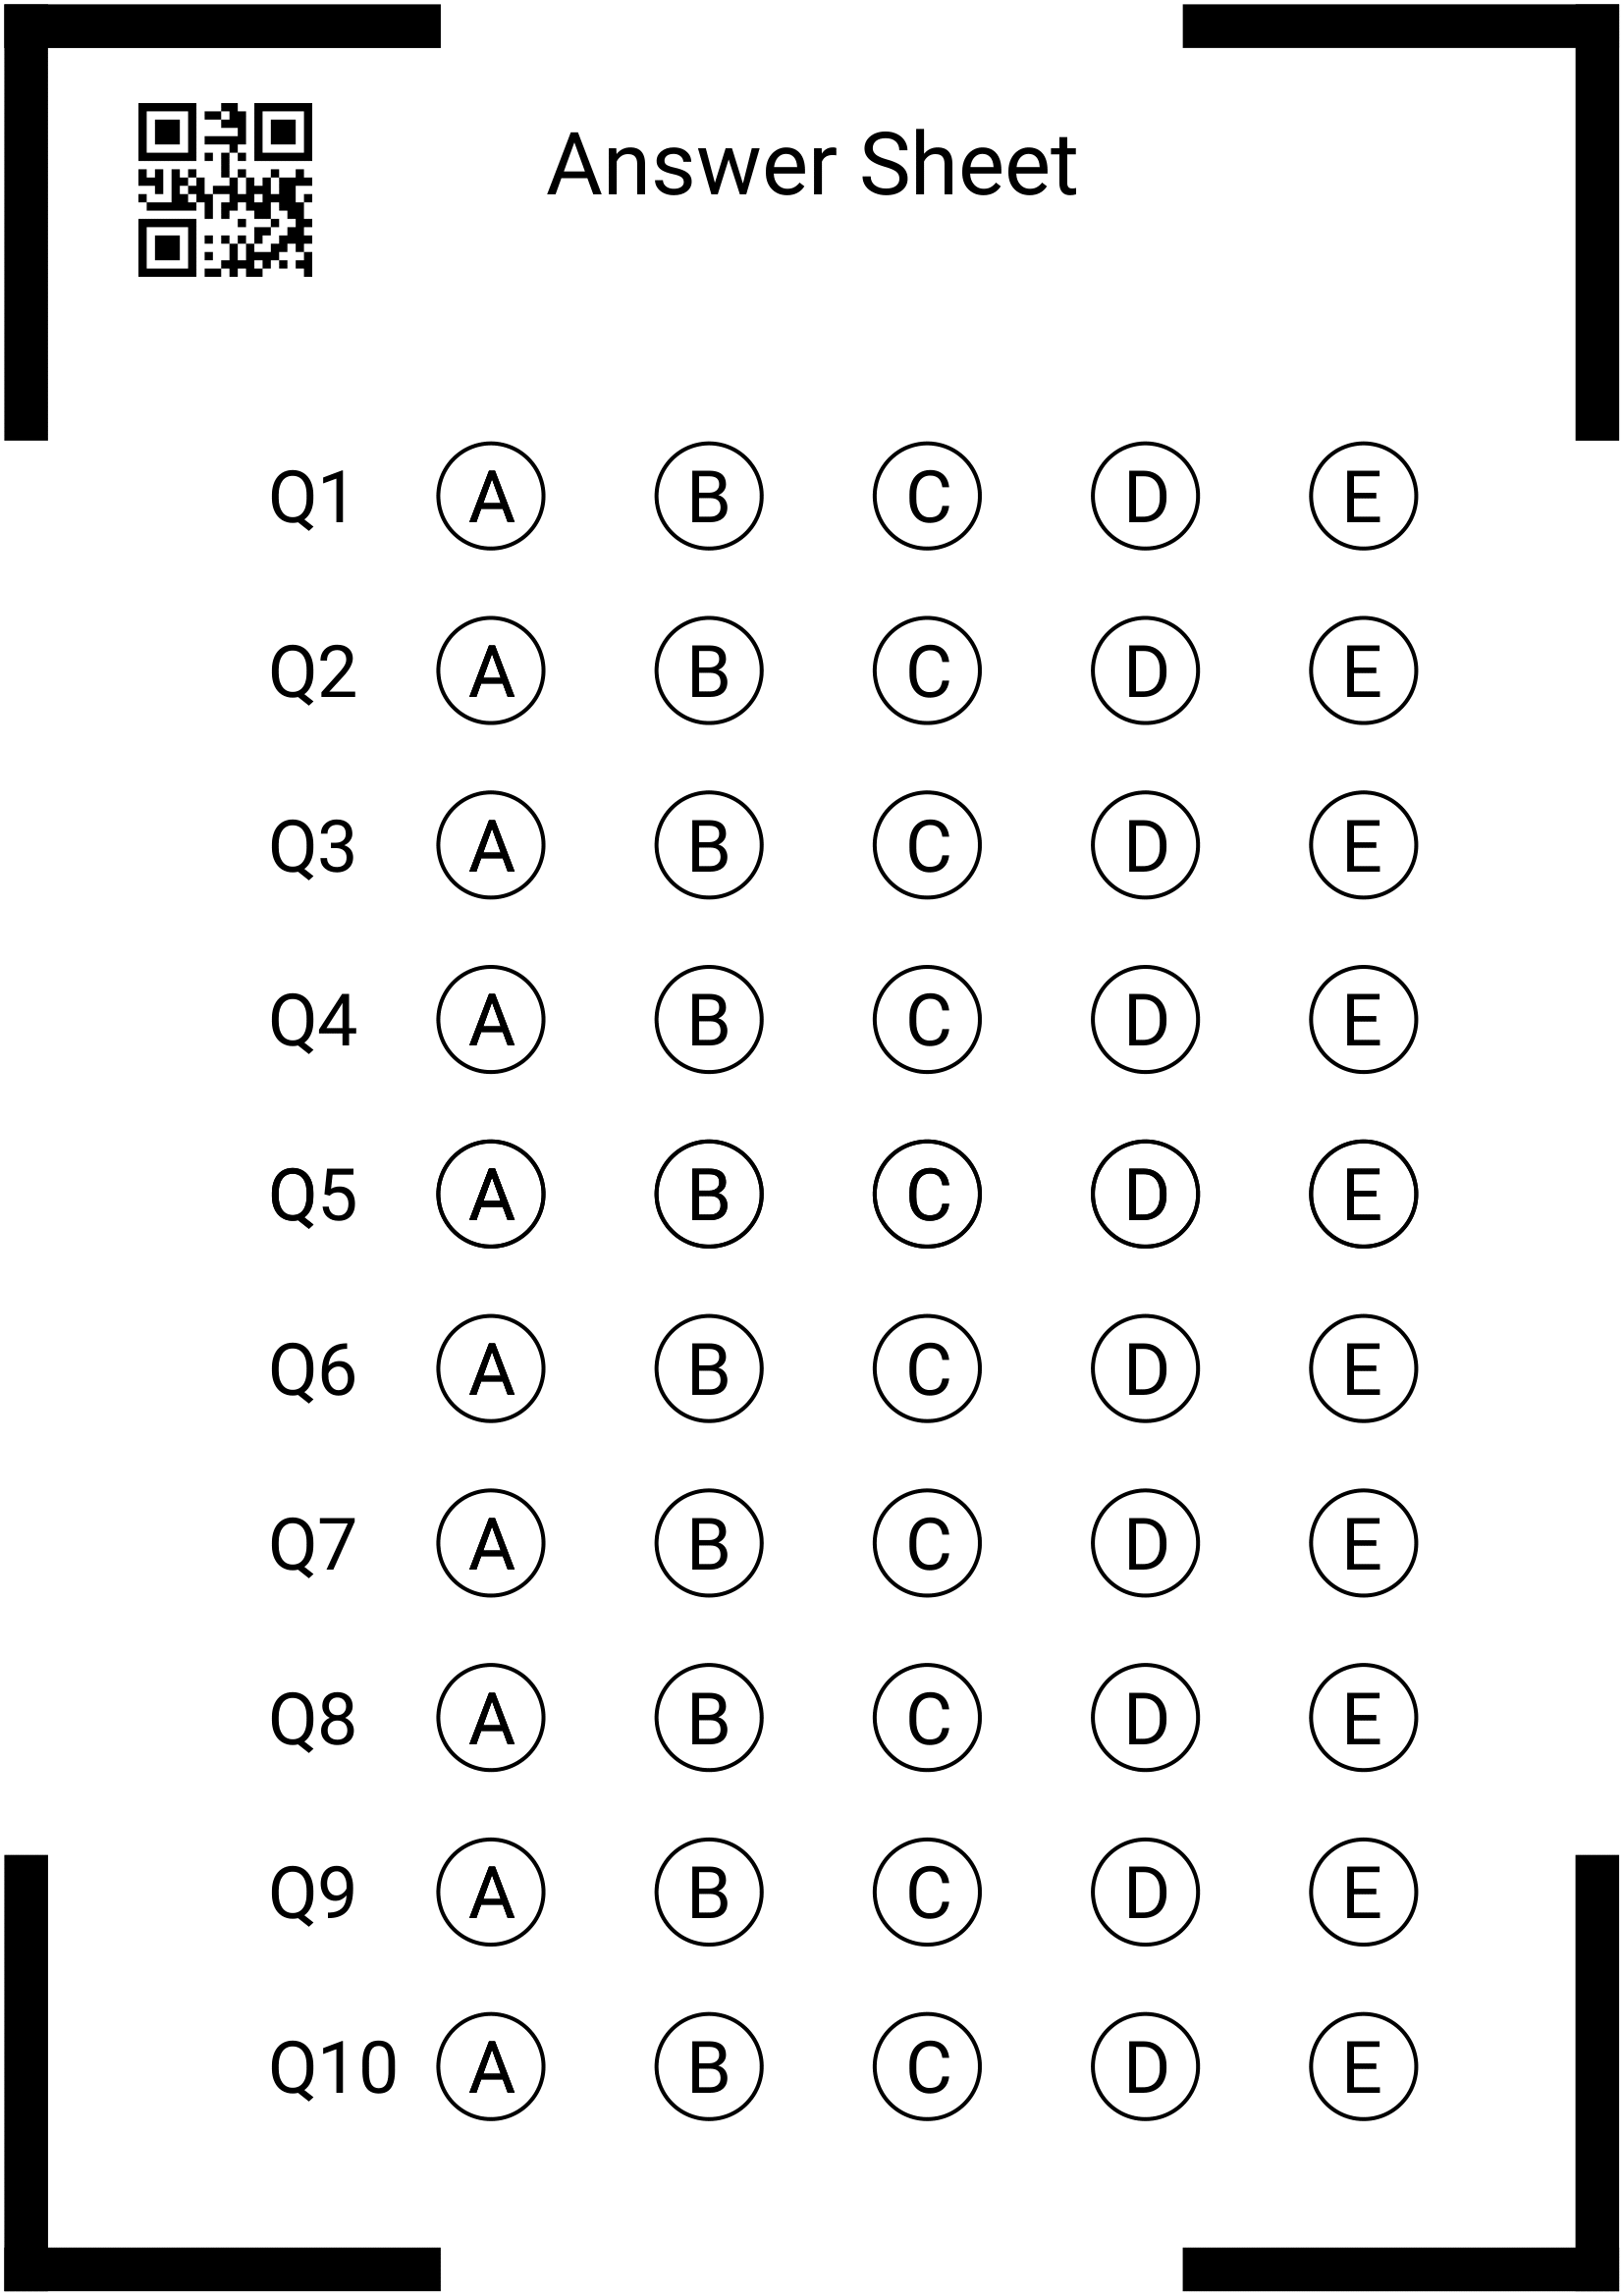 Answer Sheet
Q1 A B C D E
Q2 A B C D E
Q3 A B C D E
Q4 A B C D E
Q5 A B C D E
Q6 A B C D E
Q7 A B C D E
Q8 A B C D E
Q9 A B C D E
Q10 A B C D E